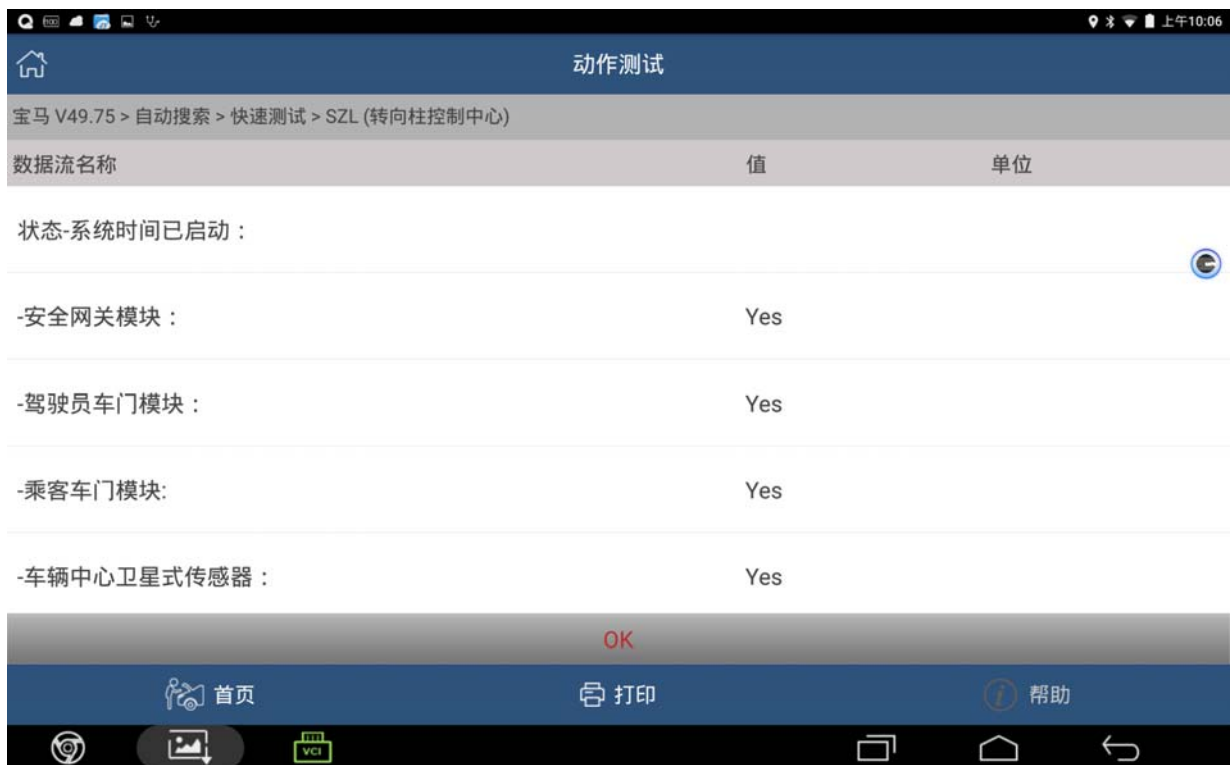 上午10:06
动作测试
宝马 V49.75 > 自动搜索 > 快速测试 > SZL (转向柱控制中心)
数据流名称 值 单位
状态-系统时间已启动：
-安全网关模块： Yes
-驾驶员车门模块： Yes
-乘客车门模块: Yes
-车辆中心卫星式传感器： Yes
OK
首页 打印 帮助
VCI